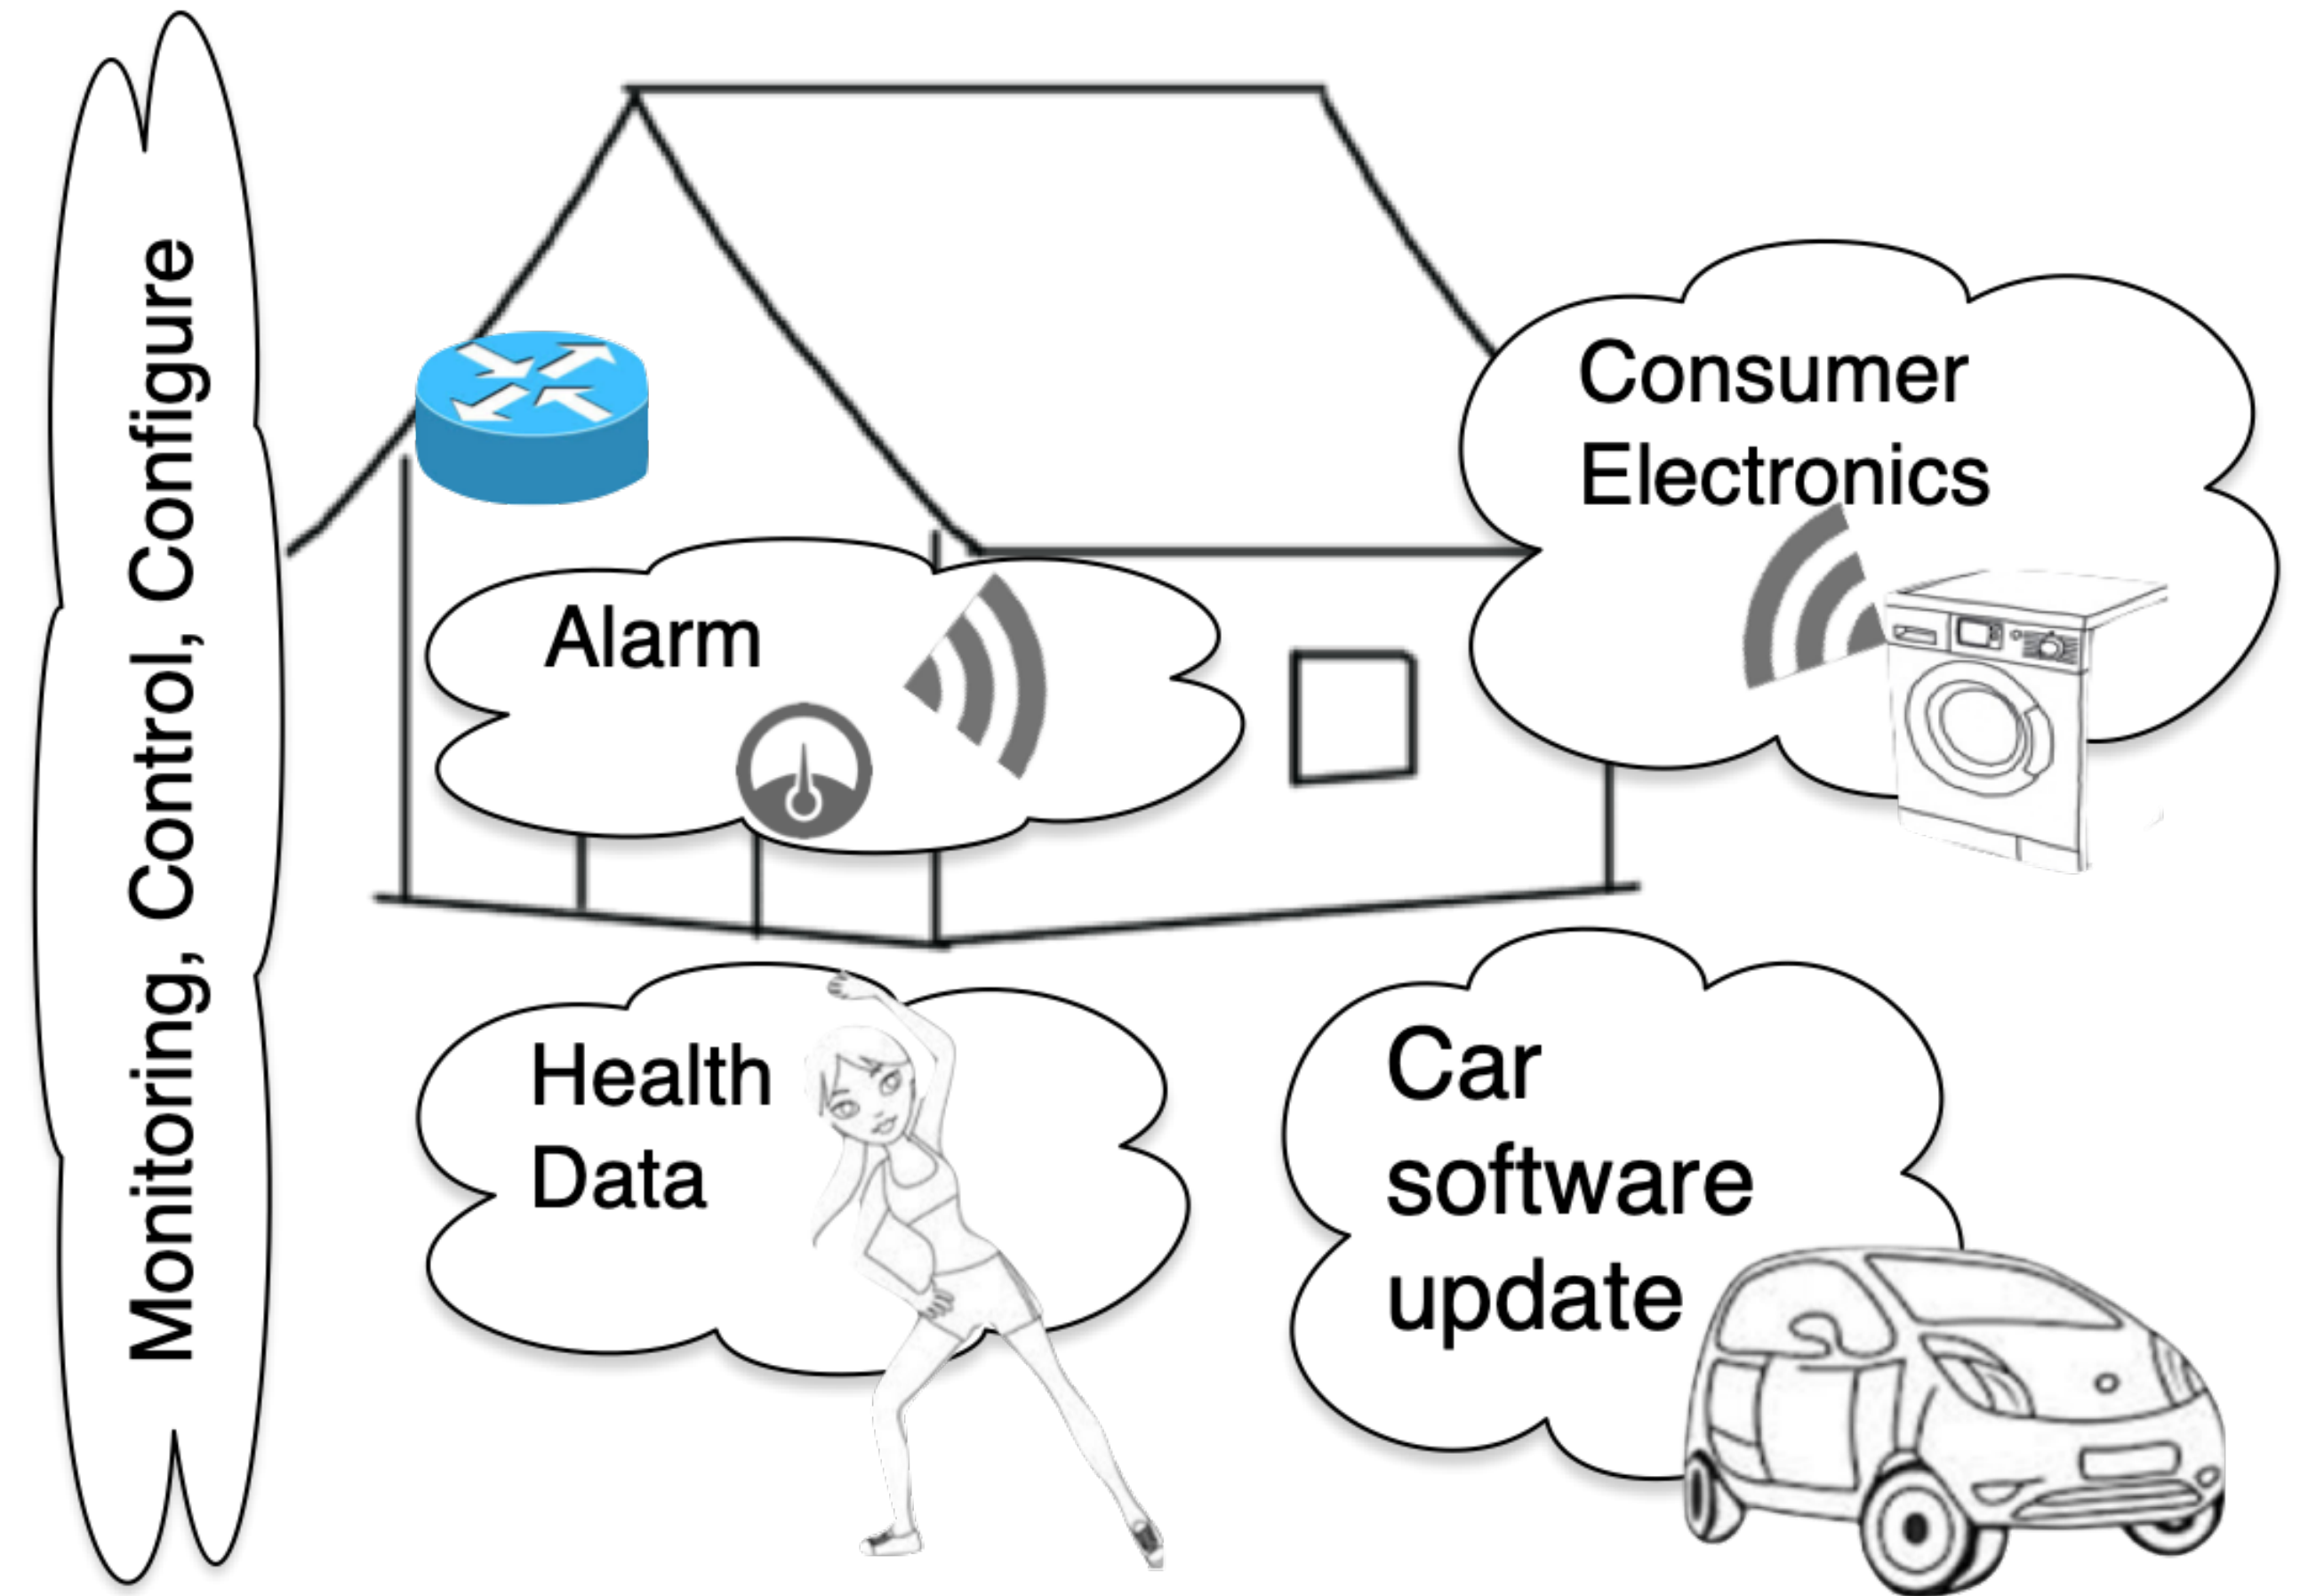 Monitoring, Control, Configure
Consumer
Electronics
Alarm
Health
Data
Car
software
update